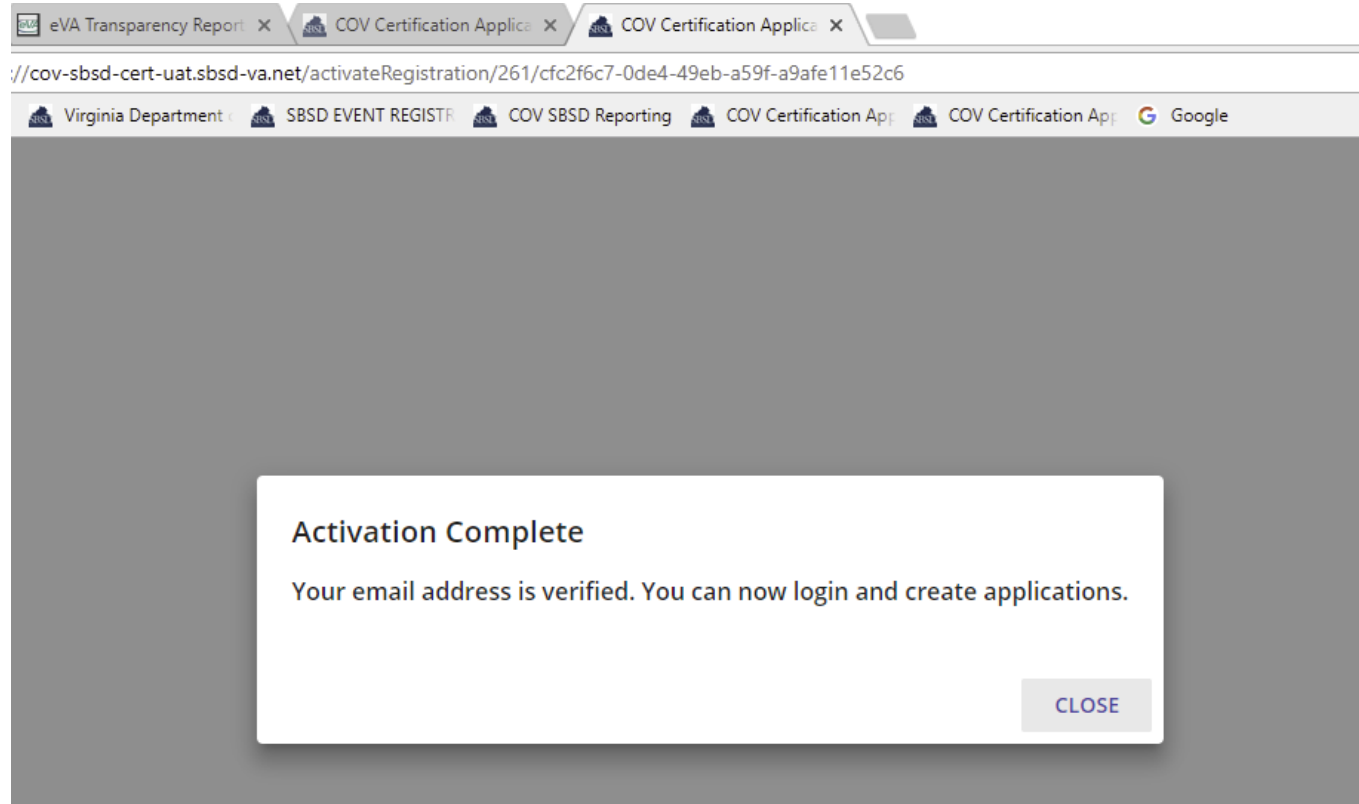 eVA Transparency Report COV Certification Applica COV Certification Applica
://cov-sbsd-cert-uat.sbsd-va.net/activateRegistration/261/cfc2f6c7-0de4-49eb-a59f-a9afe11e52c6
Virginia Department SBSD EVENT REGISTR COV SBSD Reporting COV Certification App COV Certification App Google
Activation Complete
Your email address is verified. You can now login and create applications.
CLOSE